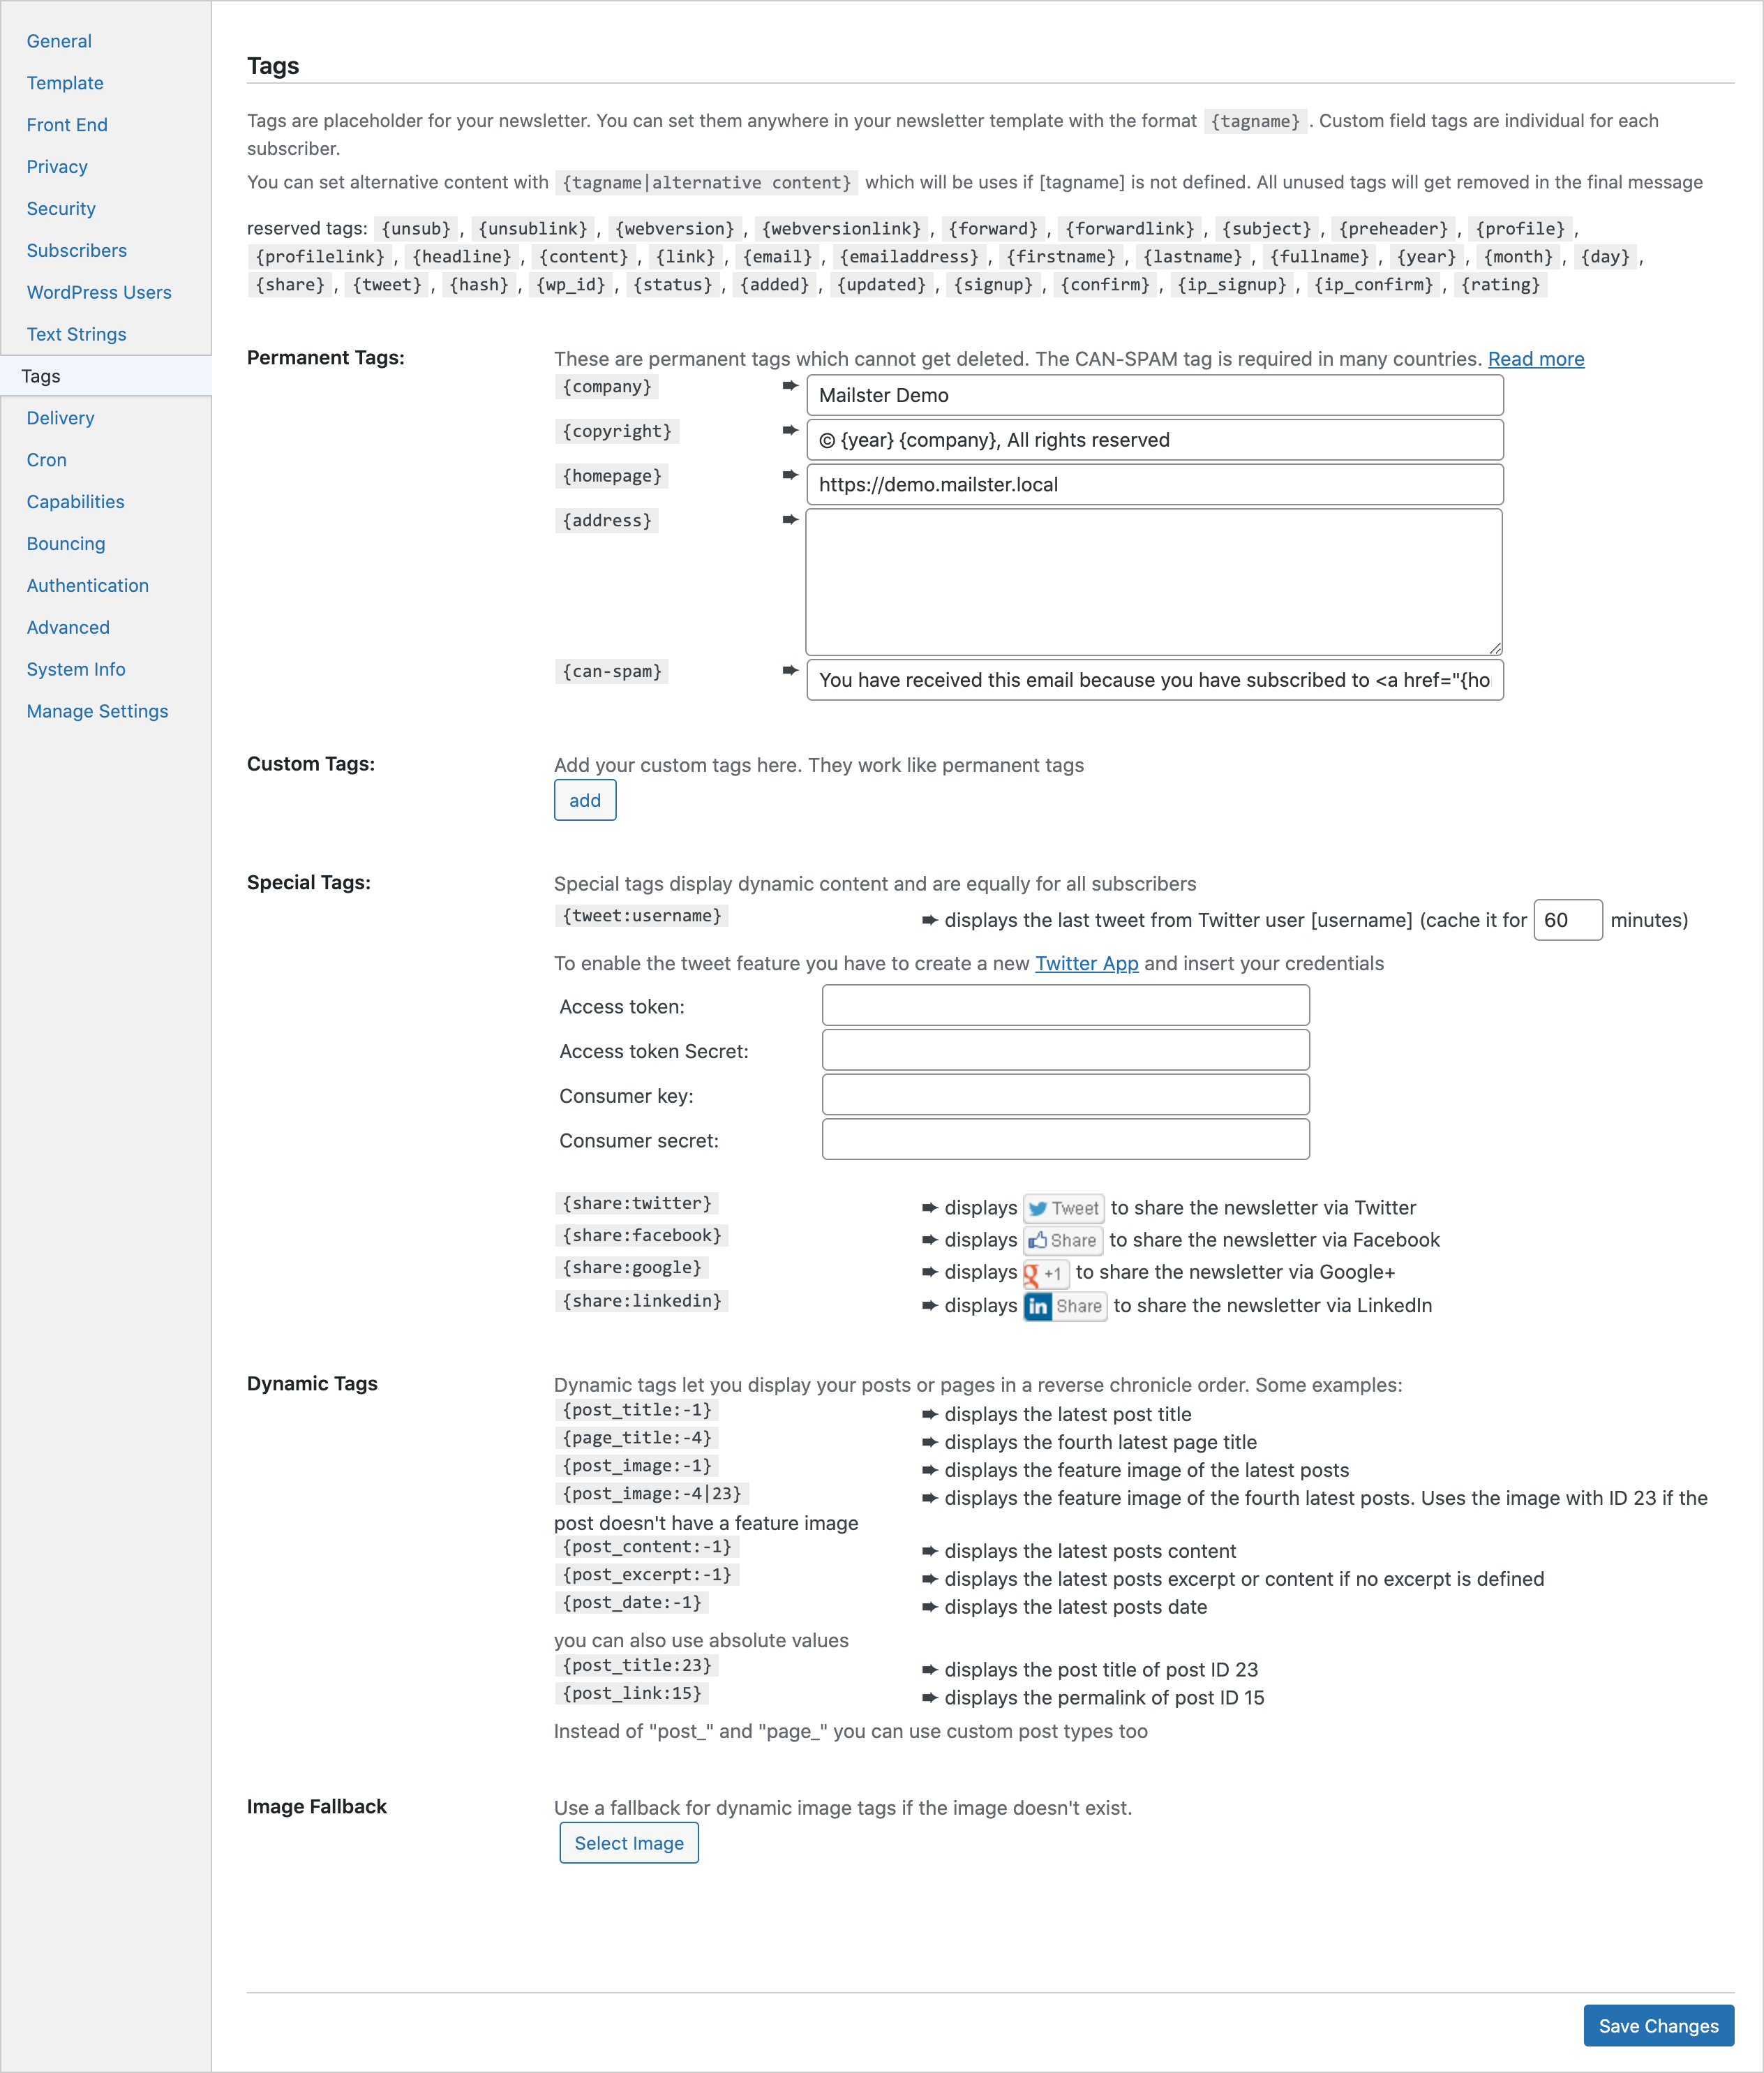 General
Template
Front End
Privacy
Security
Subscribers
WordPress Users
Text Strings
Tags
Delivery
Cron
Capabilities
Bouncing
Authentication
Advanced
System Info
Manage Settings
Tags
Tags are placeholder for your newsletter. You can set them anywhere in your newsletter template with the format {tagname} . Custom field tags are individual for each
subscriber.
You can set alternative content with {tagname|alternative content} which will be uses if [tagname] is not defined. All unused tags will get removed in the final message
reserved tags: {unsub} , {unsublink} , {webversion} , {webversionlink} , {forward} , {forwardlink} , {subject} , {preheader} , {profile} ,
{profilelink} , {headline} , {content} , {link} , {email} , {emailaddress} , {firstname} , {lastname} , {fullname} , {year} , {month} , {day} ,
{share} , {tweet} , {hash} , {wp_id} , {status} , {added} , {updated} , {signup} , {confirm} , {ip_signup} , {ip_confirm} , {rating}
Permanent Tags:
These are permanent tags which cannot get deleted. The CAN-SPAM tag is required in many countries. Read more
{company} ➨ Mailster Demo
{copyright} ➨ © {year} {company}, All rights reserved
{homepage} ➨ https://demo.mailster.local
{address} ➨
{can-spam} ➨ You have received this email because you have subscribed to <a href="{ho
Custom Tags:
Add your custom tags here. They work like permanent tags
add
Special Tags:
Special tags display dynamic content and are equally for all subscribers
{tweet:username} ➨ displays the last tweet from Twitter user [username] (cache it for 60 minutes)
To enable the tweet feature you have to create a new Twitter App and insert your credentials
Access token:
Access token Secret:
Consumer key:
Consumer secret:
{share:twitter} ➨ displays Tweet to share the newsletter via Twitter
{share:facebook} ➨ displays Share to share the newsletter via Facebook
{share:google} ➨ displays g +1 to share the newsletter via Google+
{share:linkedin} ➨ displays in Share to share the newsletter via LinkedIn
Dynamic Tags
Dynamic tags let you display your posts or pages in a reverse chronicle order. Some examples:
{post_title:-1} ➨ displays the latest post title
{page_title:-4} ➨ displays the fourth latest page title
{post_image:-1} ➨ displays the feature image of the latest posts
{post_image:-4|23} ➨ displays the feature image of the fourth latest posts. Uses the image with ID 23 if the
post doesn't have a feature image
{post_content:-1} ➨ displays the latest posts content
{post_excerpt:-1} ➨ displays the latest posts excerpt or content if no excerpt is defined
{post_date:-1} ➨ displays the latest posts date
you can also use absolute values
{post_title:23} ➨ displays the post title of post ID 23
{post_link:15} ➨ displays the permalink of post ID 15
Instead of "post_" and "page_" you can use custom post types too
Image Fallback
Use a fallback for dynamic image tags if the image doesn't exist.
Select Image
Save Changes